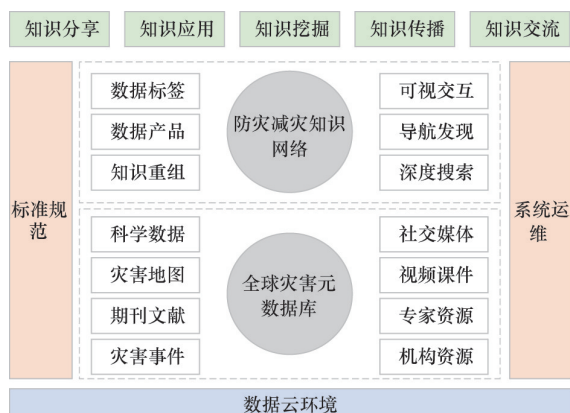 知识分享
知识应用
知识挖掘
知识传播
知识交流
标准规
范
数据标签
数据产品
知识重组
防灾减灾知识
网络
可视交互
导航发现
深度搜索
科学数据
灾害地图
期刊文献
灾害事件
全球灾害元
数据库
社交媒体
视频课件
专家资源
机构资源
系统运
维
数据云环境